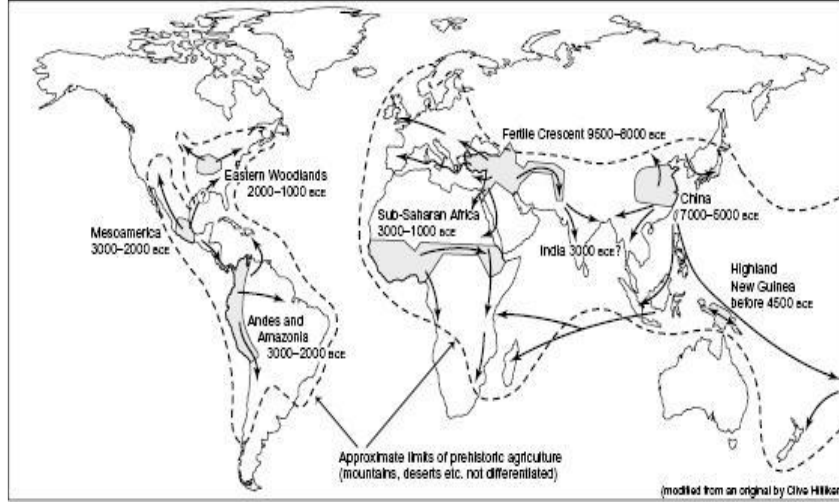 Fertile Crescent 9500–8000 BCE
Eastern Woodlands
2000–1000 BCE
Mesoamerica
3000–2000 BCE
Sub-Saharan Africa
3000–1000 BCE
China
7000–5000 BCE
India 3000 BCE?
Highland
New Guinea
before 4500 BCE
Andes and
Amazonia
3000–2000 BCE
Approximate limits of prehistoric agriculture
(mountains, deserts etc. not differentiated)
(modified from an original by Clive